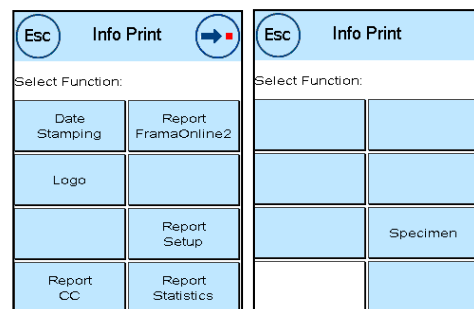 Esc Info Print
Select Function:
Date Report
Stamping FramaOnline2
Logo
Report
Setup
Report Report
CC Statistics
Esc Info Print
Select Function:
Specimen